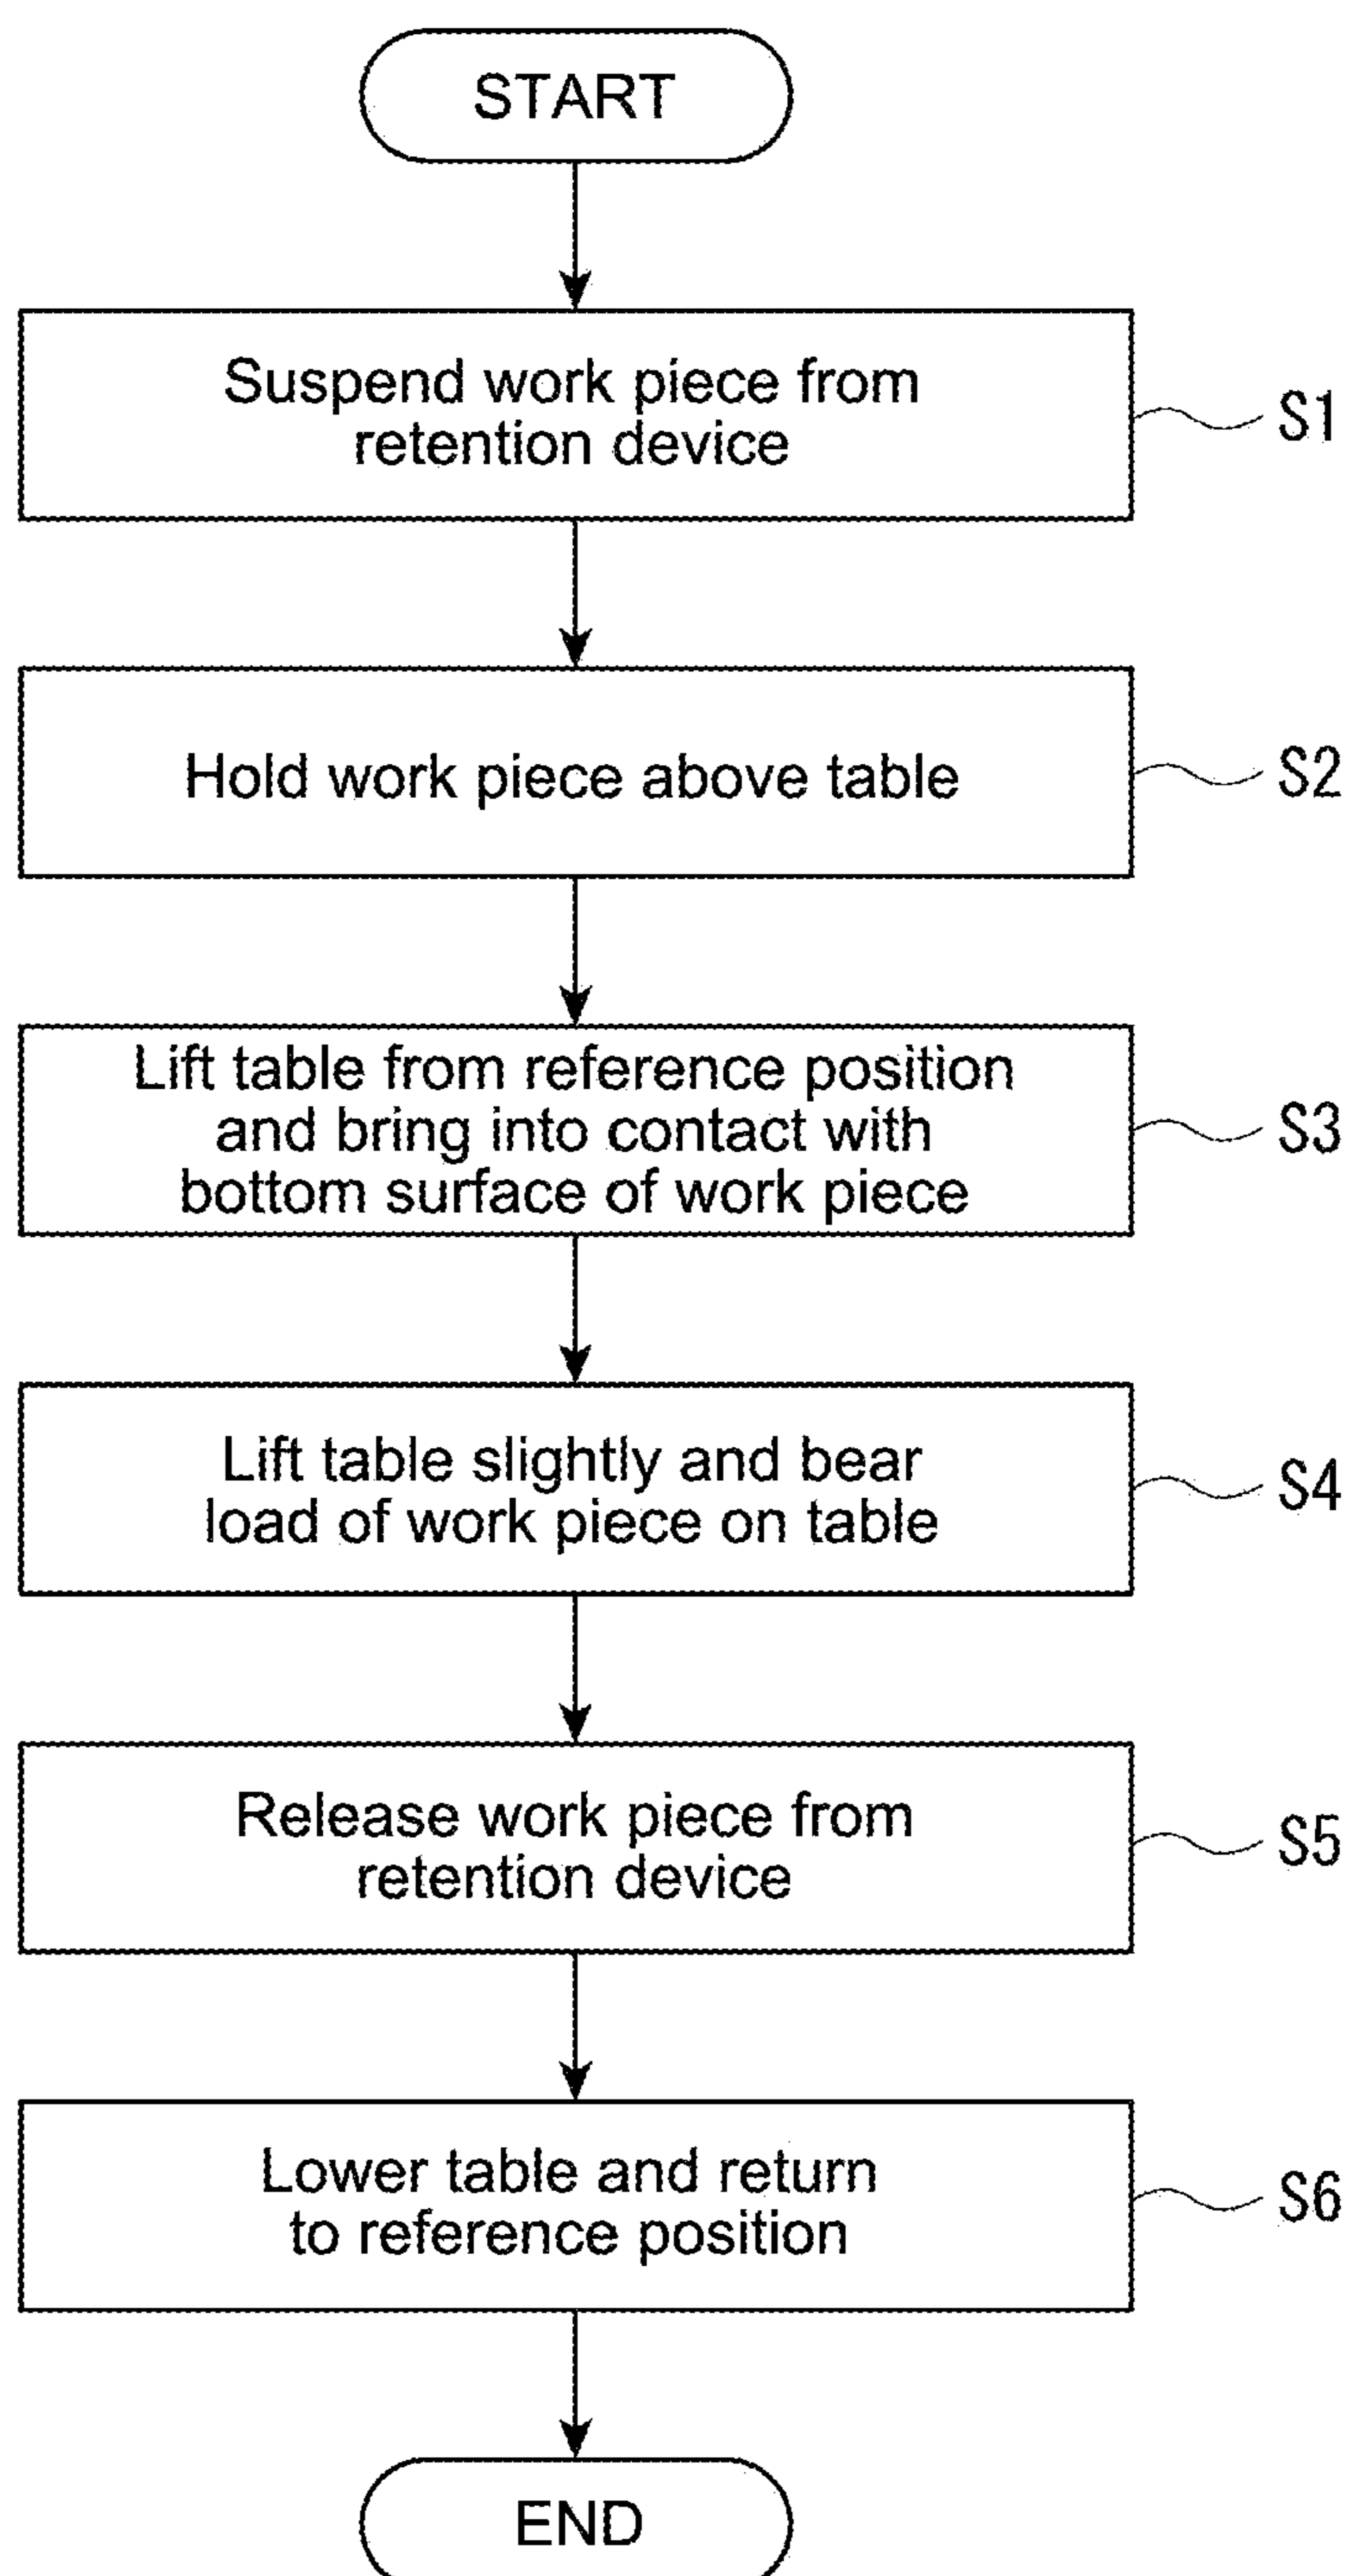 START
Suspend work piece from
retention device
S1
Hold work piece above table
S2
Lift table from reference position
and bring into contact with
bottom surface of work piece
S3
Lift table slightly and bear
load of work piece on table
S4
Release work piece from
retention device
S5
Lower table and return
to reference position
S6
END